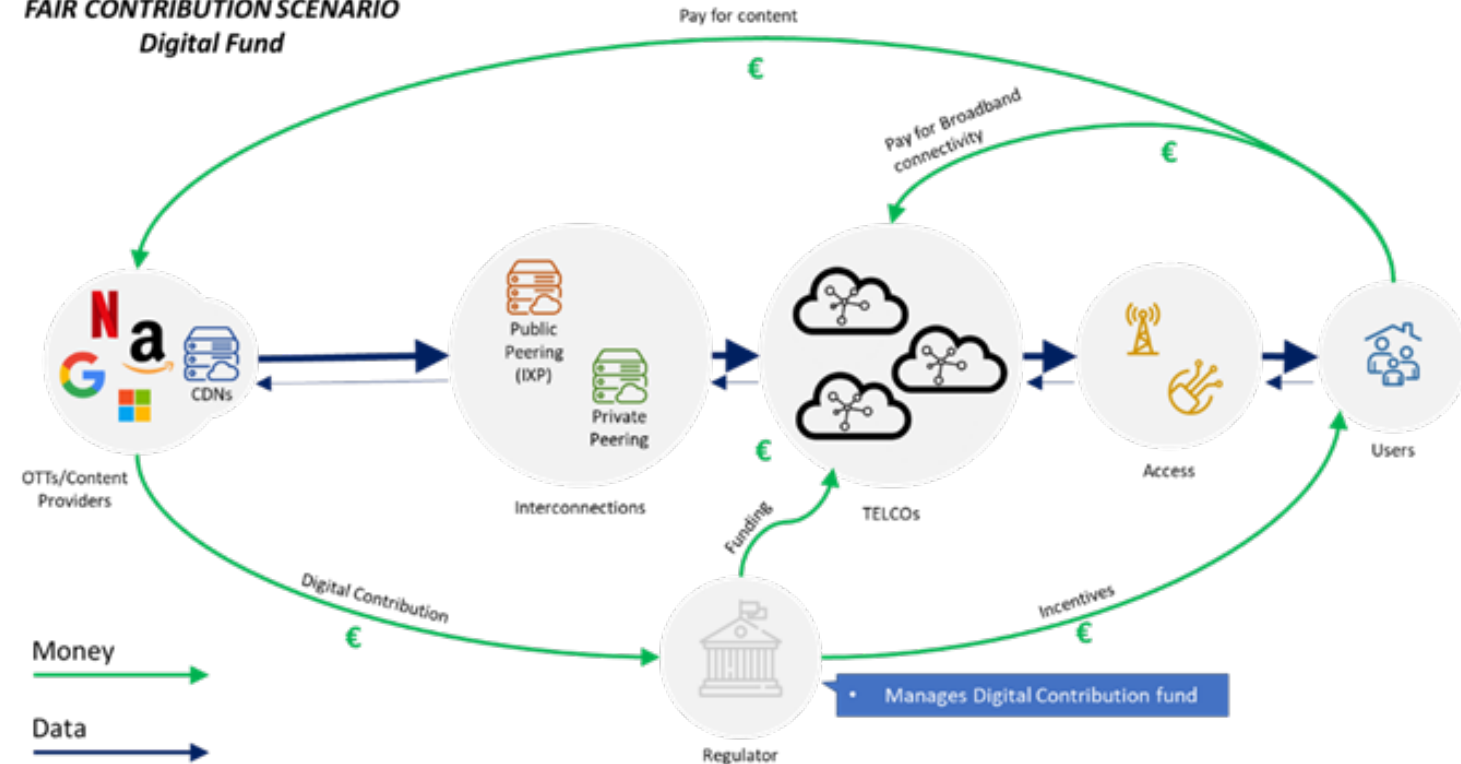 FAIR CONTRIBUTION SCENARIO
Digital Fund
Pay for content
€
Pay for Broadband
connectivity
€
N
a
G
CDNs
OTTs/Content
Providers
Public
Peering
(IXP)
Private
Peering
Interconnections
€
TELCOs
Access
Users
Funding
Digital Contribution
€
Incentives
€
• Manages Digital Contribution fund
Regulator
Money
Data